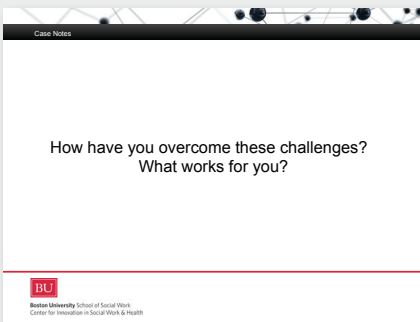 Case Notes
How have you overcome these challenges?
What works for you?
BU
Boston University School of Social Work
Center for Innovation in Social Work & Health